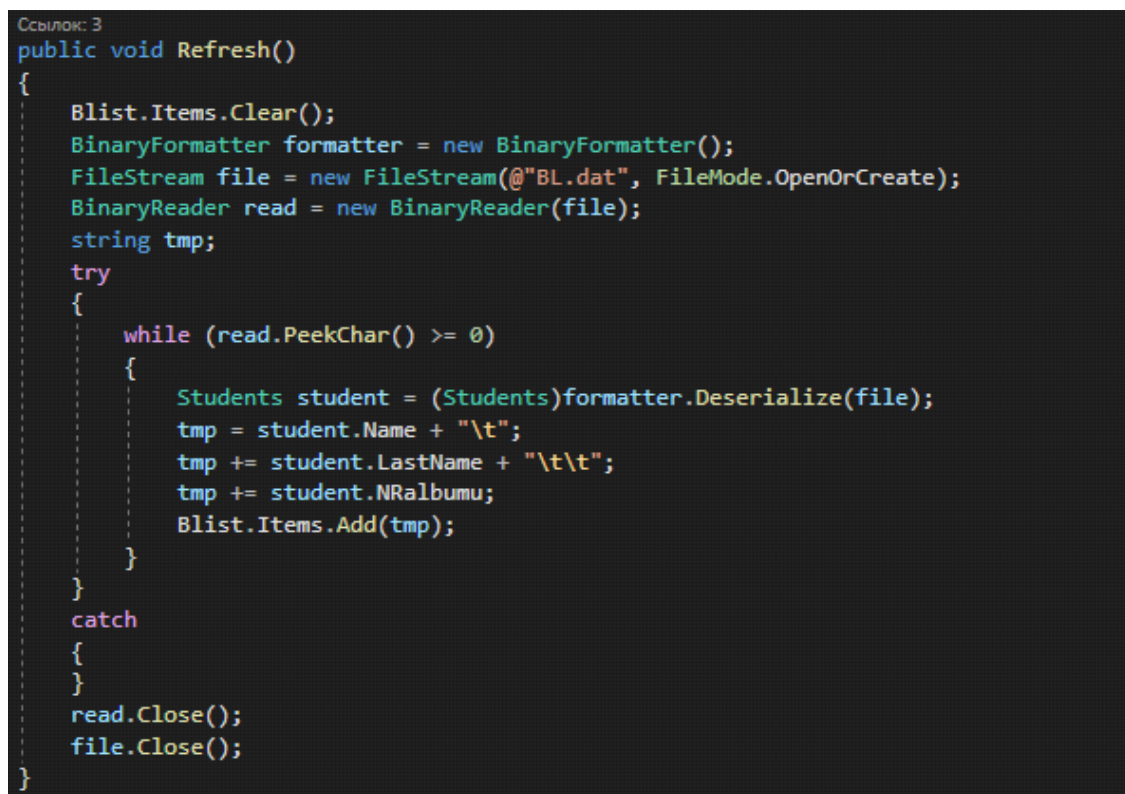 Ссылок: 3
public void Refresh()
{
    Blist.Items.Clear();
    BinaryFormatter formatter = new BinaryFormatter();
    FileStream file = new FileStream(@"BL.dat", FileMode.OpenOrCreate);
    BinaryReader read = new BinaryReader(file);
    string tmp;
    try
    {
        while (read.PeekChar() >= 0)
        {
            Students student = (Students)formatter.Deserialize(file);
            tmp = student.Name + "\t";
            tmp += student.LastName + "\t\t";
            tmp += student.NRalbumu;
            Blist.Items.Add(tmp);
        }
    }
    catch
    {
    }
    read.Close();
    file.Close();
}